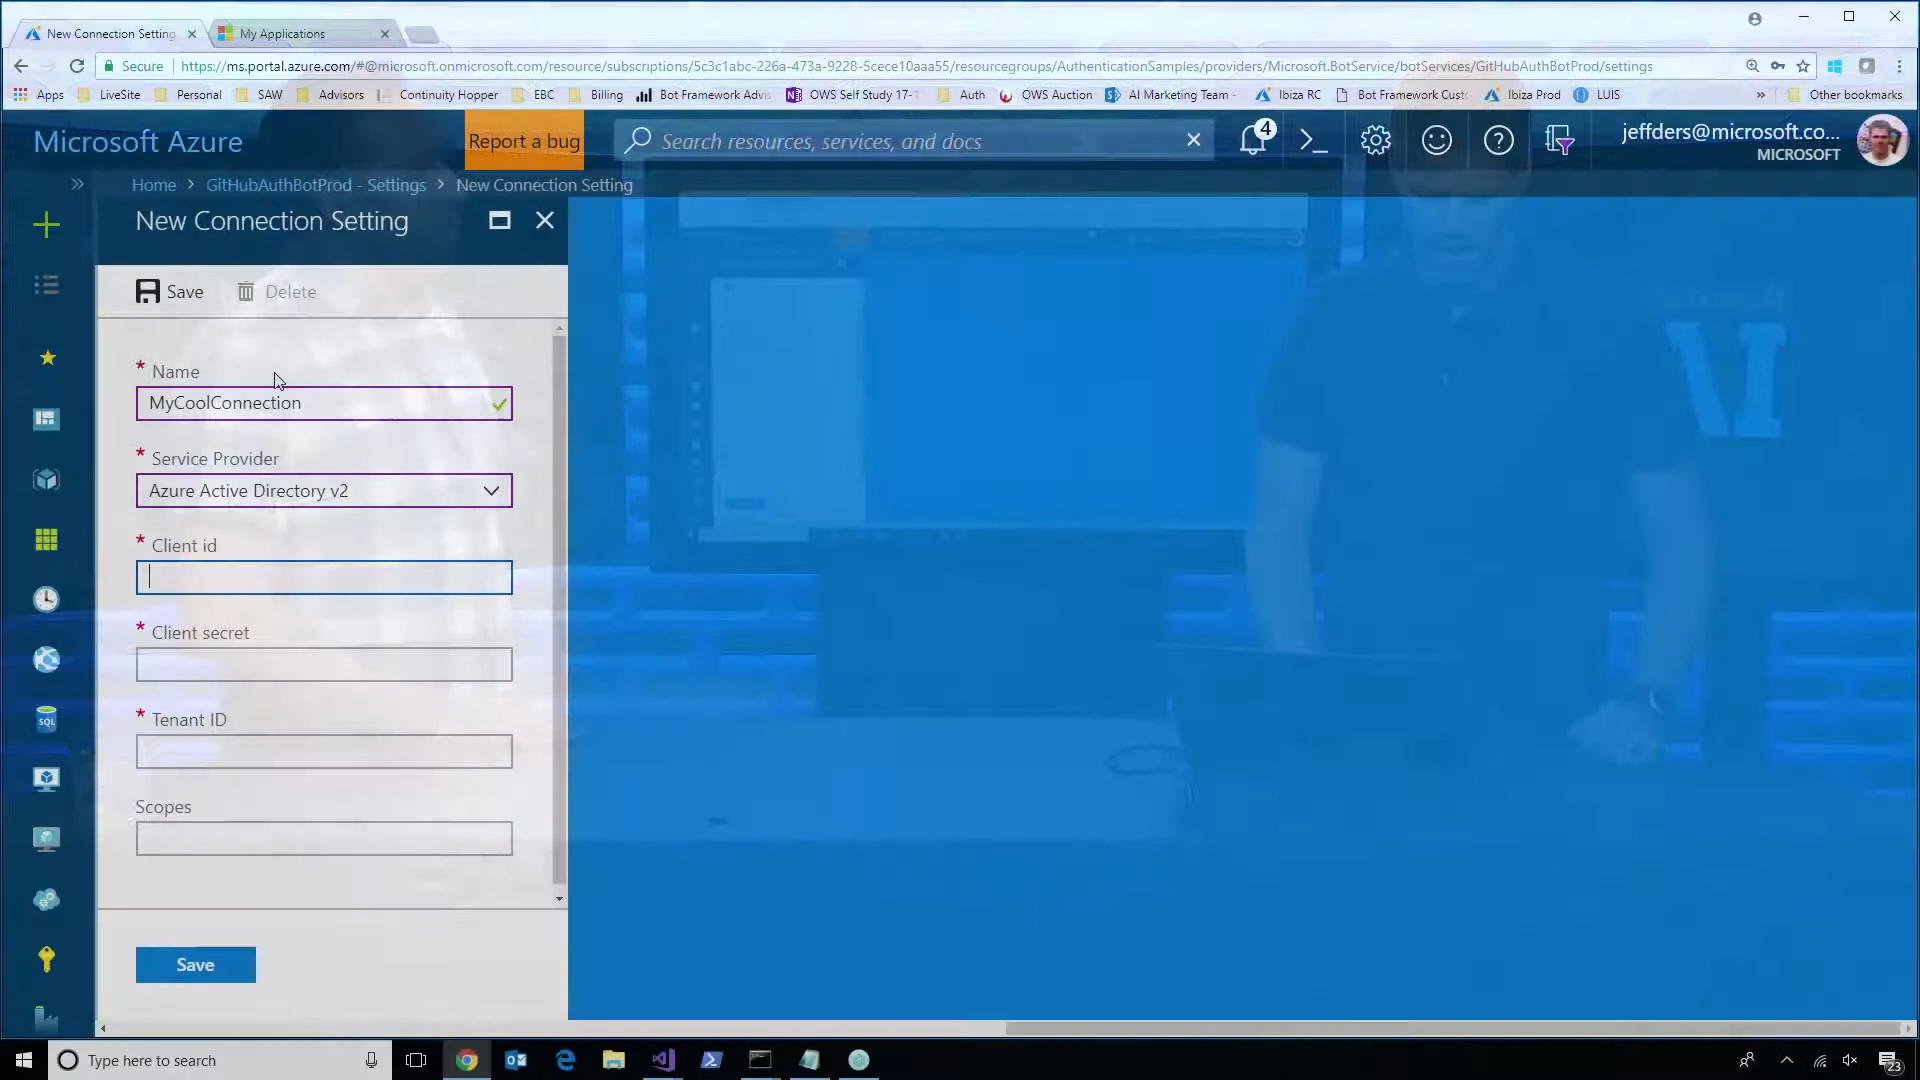 New Connection Setting
My Applications
Secure
https://ms.portal.azure.com/#@microsoft.onmicrosoft.com/resource/subscriptions/5c3c1abc-226a-473a-9228-5cece10aaa55/resourcegroups/AuthenticationSamples/providers/Microsoft.BotService/botServices/GitHubAuthBotProd/settings
Apps LiveSite Personal SAW Advisors Continuity Hopper EBC Billing Bot Framework Advis OWS Self Study 17- Auth OWS Auction AI Marketing Team - Ibiza RC Bot Framework Cust Ibiza Prod LUIS » Other bookmarks
Microsoft Azure
Report a bug
Search resources, services, and docs
4
jeffders@microsoft.co...
MICROSOFT
Home > GitHubAuthBotProd - Settings > New Connection Setting
New Connection Setting
Save Delete
* Name
MyCoolConnection
* Service Provider
Azure Active Directory v2
* Client id
* Client secret
SQL
* Tenant ID
Scopes
Save
Type here to search
23